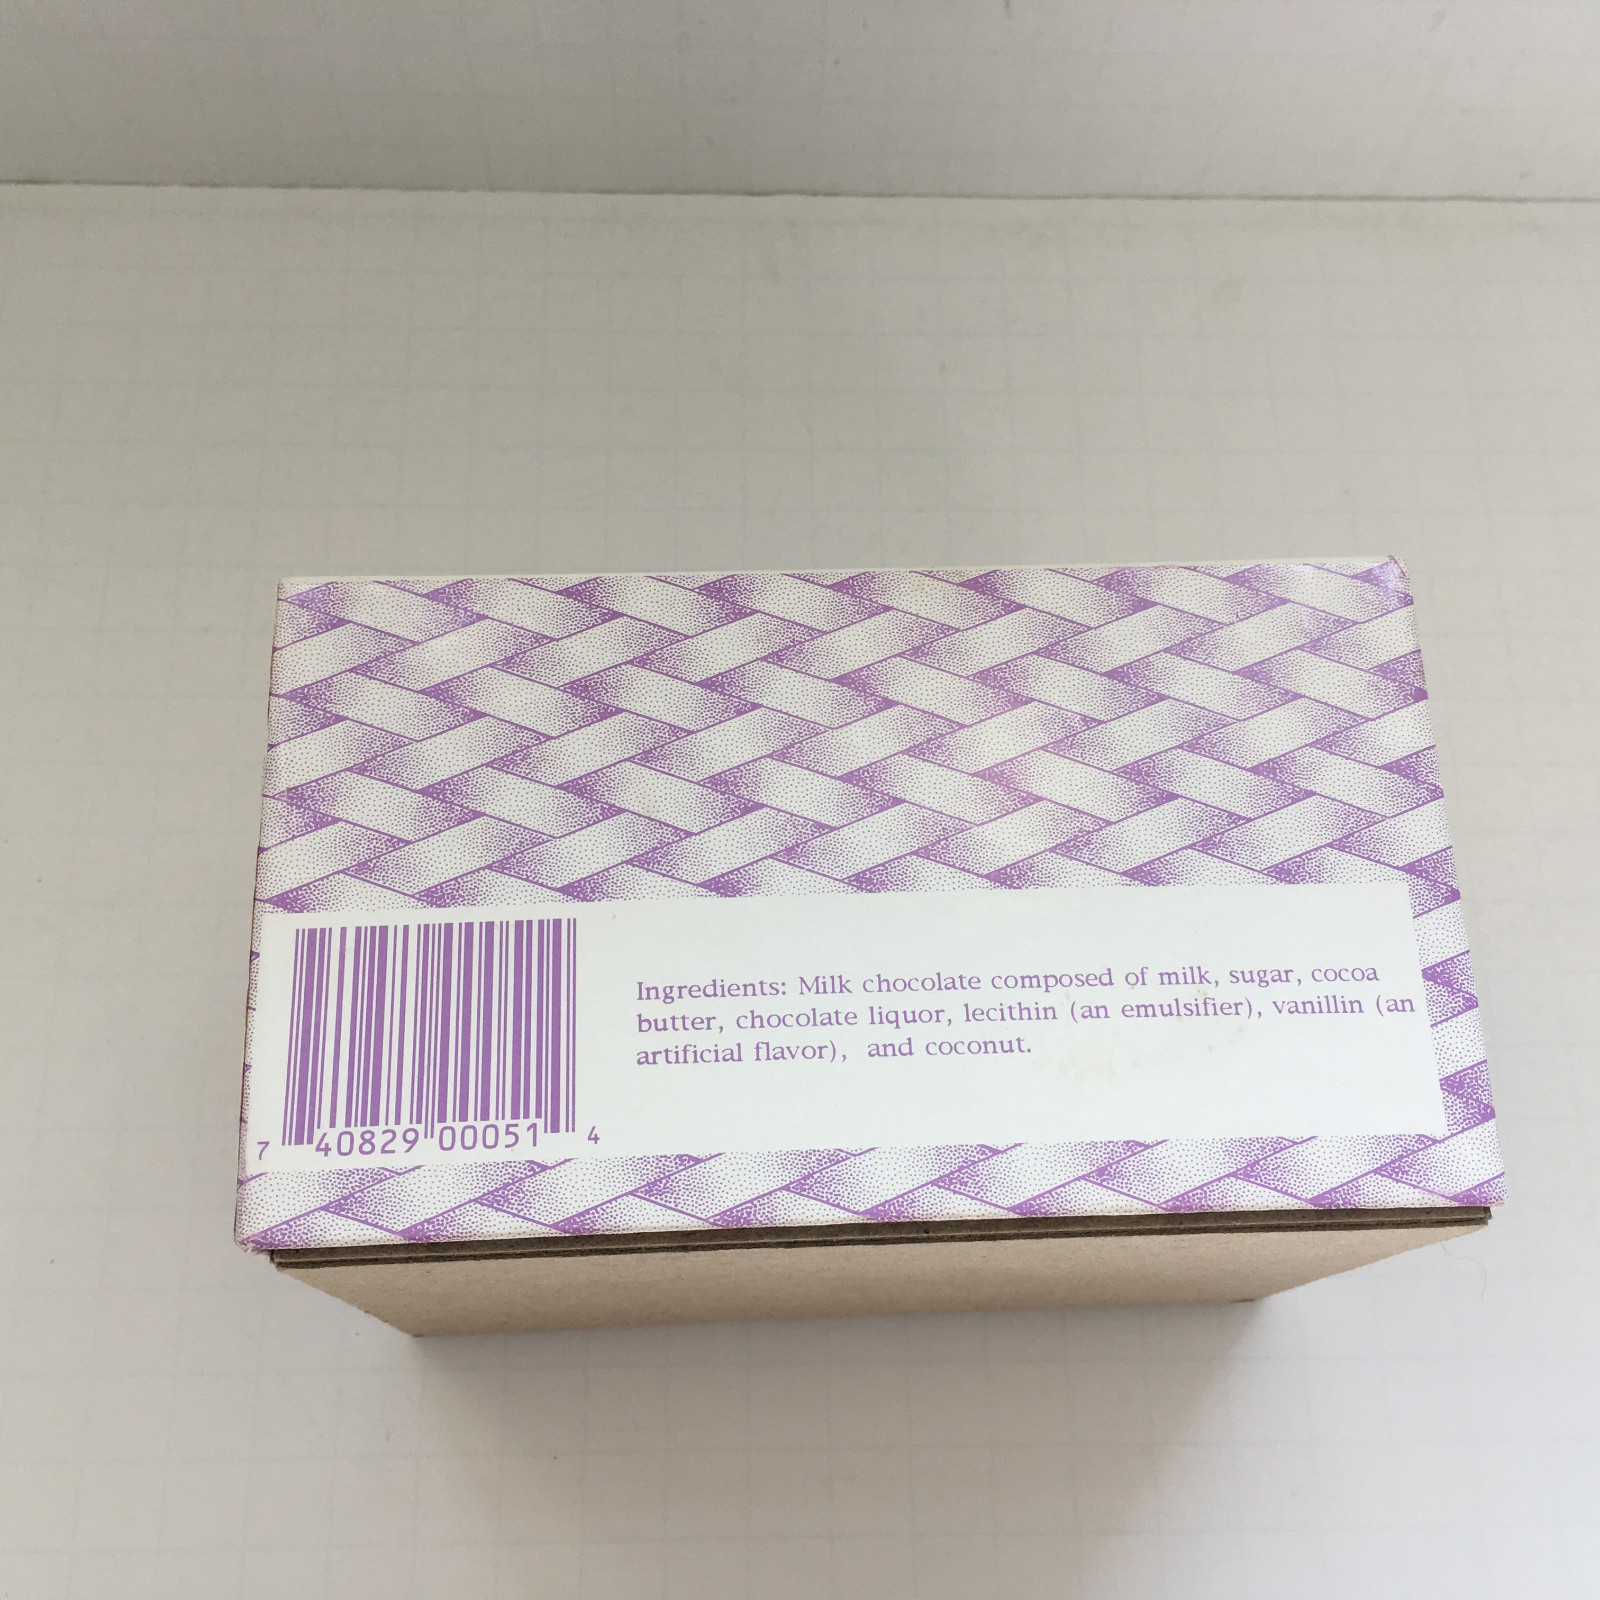 Ingredients: Milk chocolate composed of milk, sugar, cocoa
butter, chocolate liquor, lecithin (an emulsifier), vanillin (an
artificial flavor), and coconut.
7 40829 00051 4